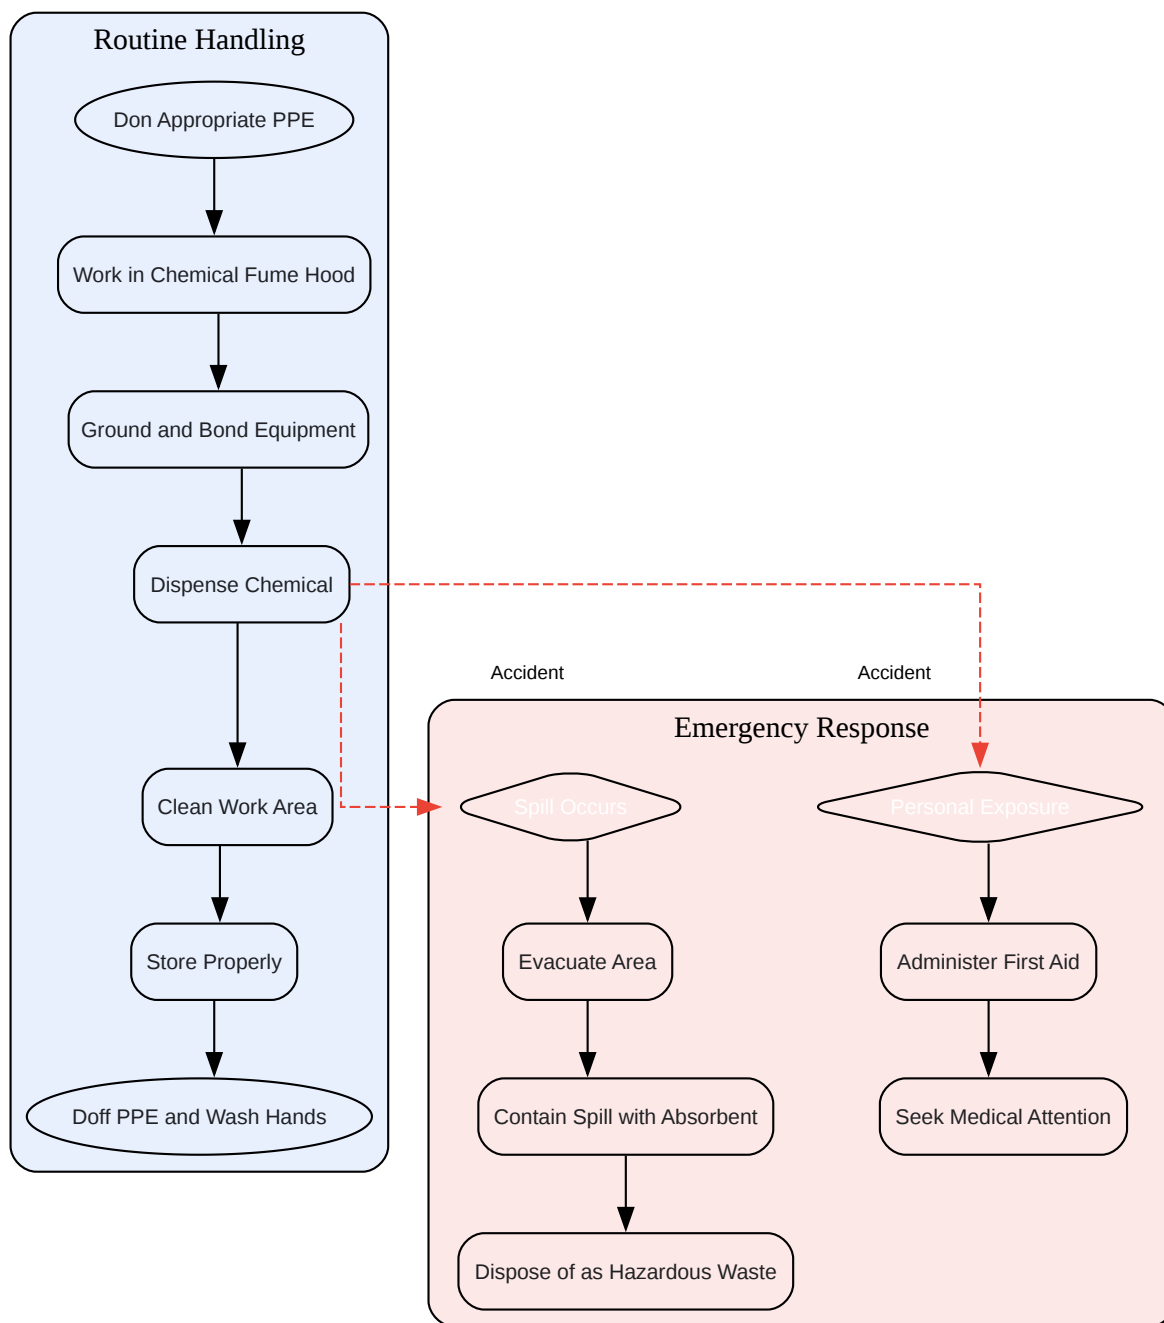 Routine Handling
Don Appropriate PPE
Work in Chemical Fume Hood
Ground and Bond Equipment
Dispense Chemical
Clean Work Area
Store Properly
Doff PPE and Wash Hands
Accident
Accident
Emergency Response
Spill Occurs
Evacuate Area
Contain Spill with Absorbent
Dispose of as Hazardous Waste
Personal Exposure
Administer First Aid
Seek Medical Attention